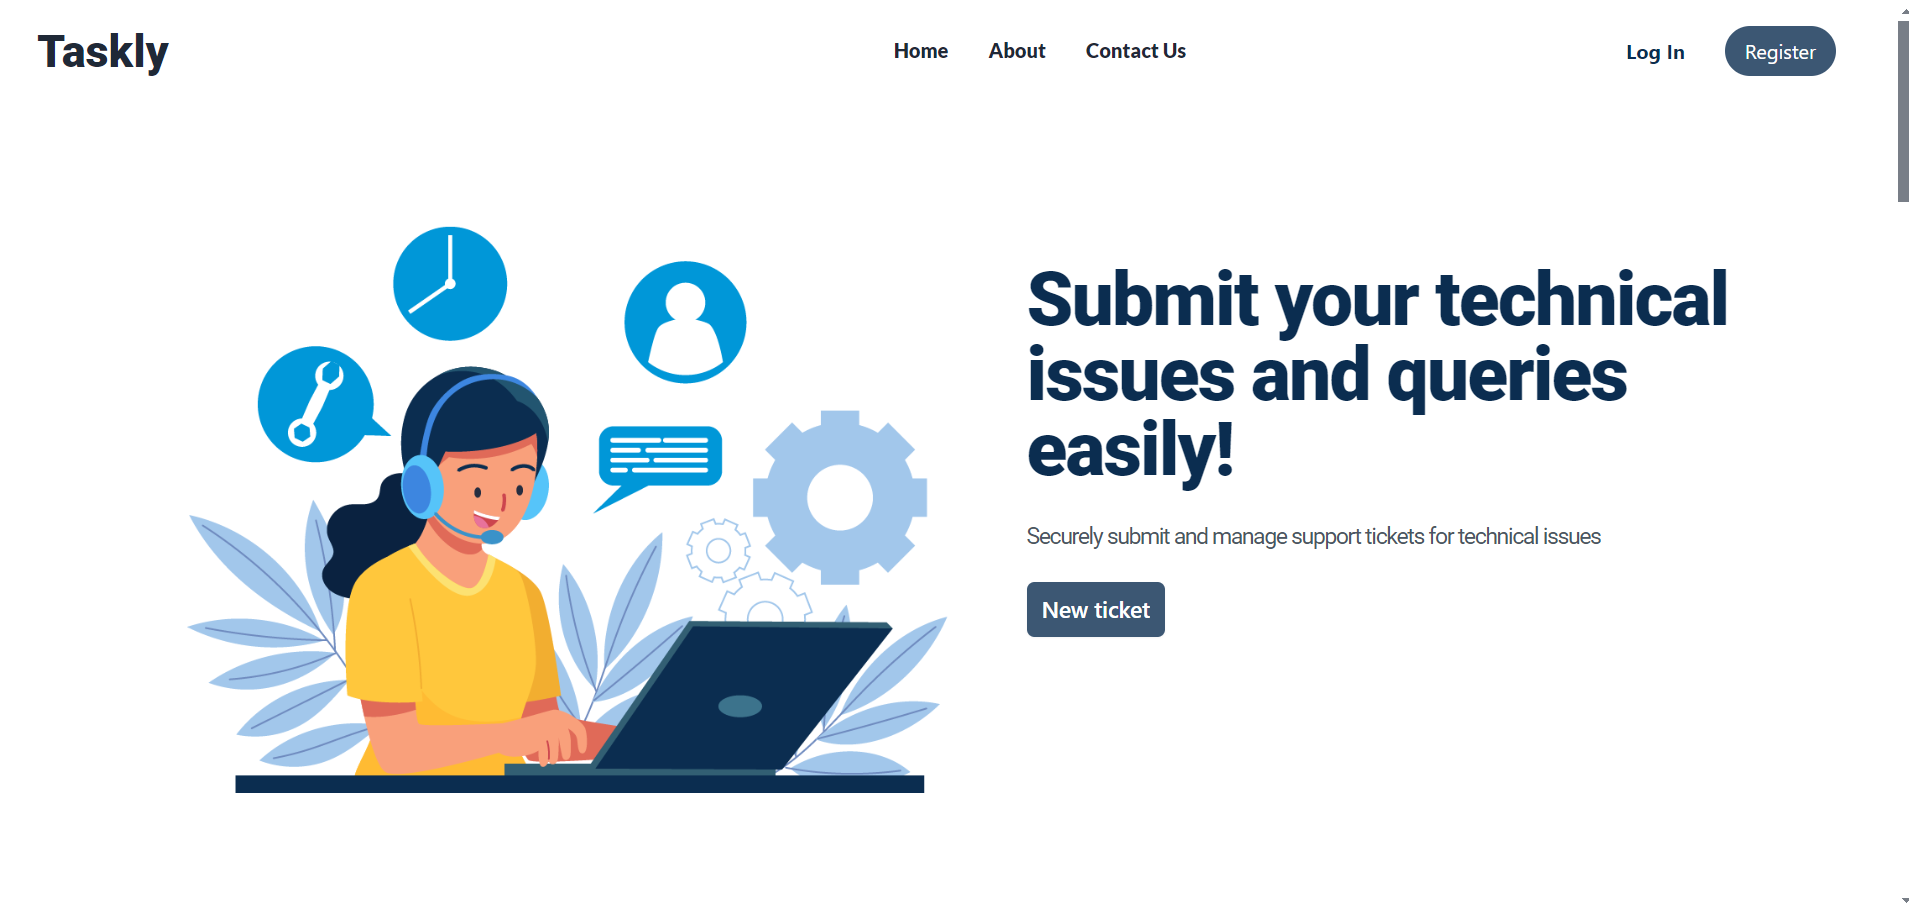 Taskly
Home
About
Contact Us
Log In
Register
Submit your technical
issues and queries
easily!
Securely submit and manage support tickets for technical issues
New ticket